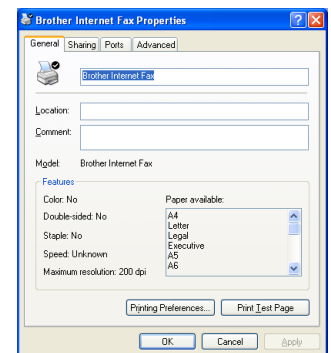 Brother Internet Fax Properties
General Sharing Ports Advanced
Brother Internet Fax
Location:
Comment:
Model: Brother Internet Fax
Features
Color: No
Paper available:
Double-sided: No
A4
Letter
Staple: No
Legal
Executive
Speed: Unknown
A5
A6
Maximum resolution: 200 dpi
Printing Preferences... Print Test Page
OK Cancel Apply